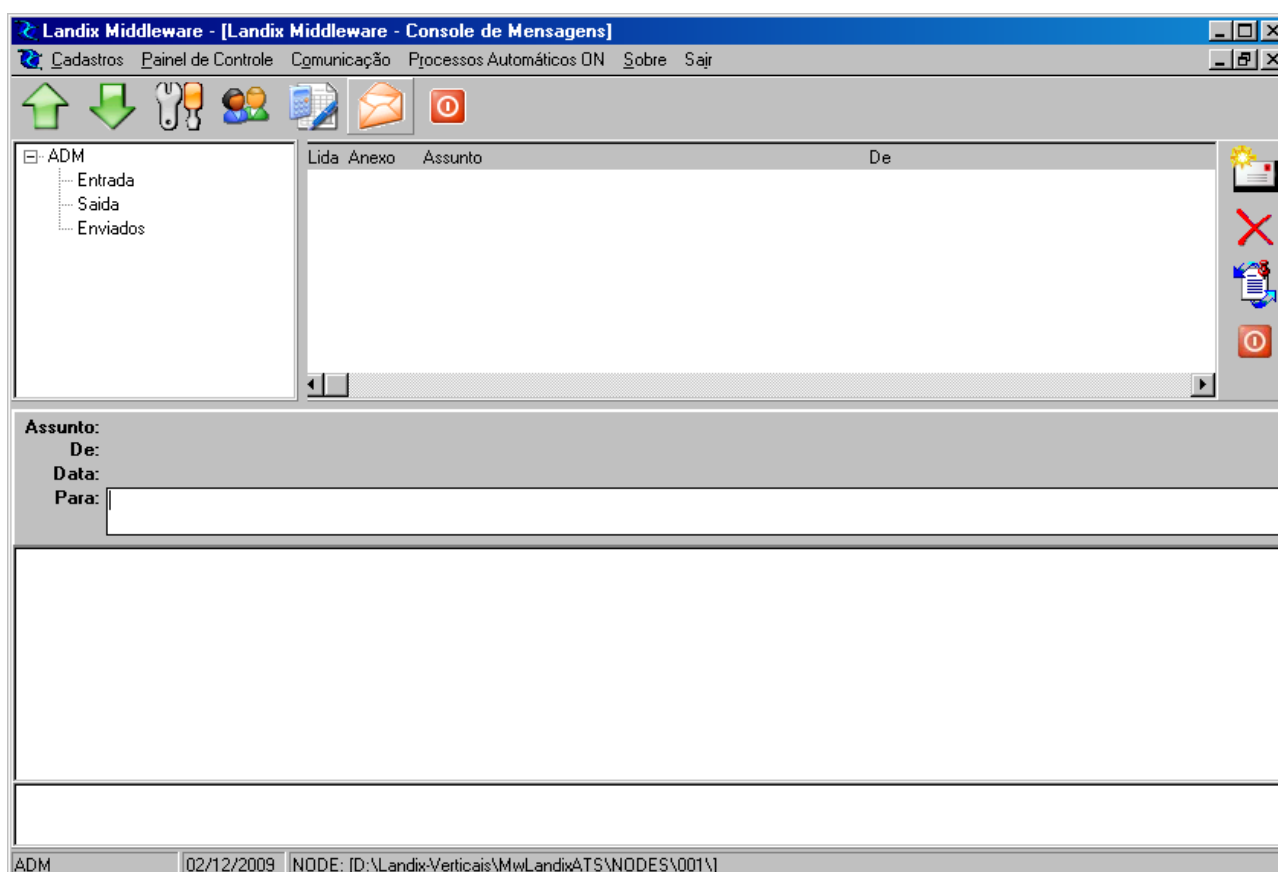 Landix Middleware - [Landix Middleware - Console de Mensagens]
Cadastros Painel de Controle Comunicação Processos Automáticos ON Sobre Sair
ADM
Entrada
Saida
Enviados
Lida Anexo Assunto De
Assunto:
De:
Data:
Para:
ADM 02/12/2009 NODE: [D:\Landix-Verticais\MwLandixATS\NODES\001\]